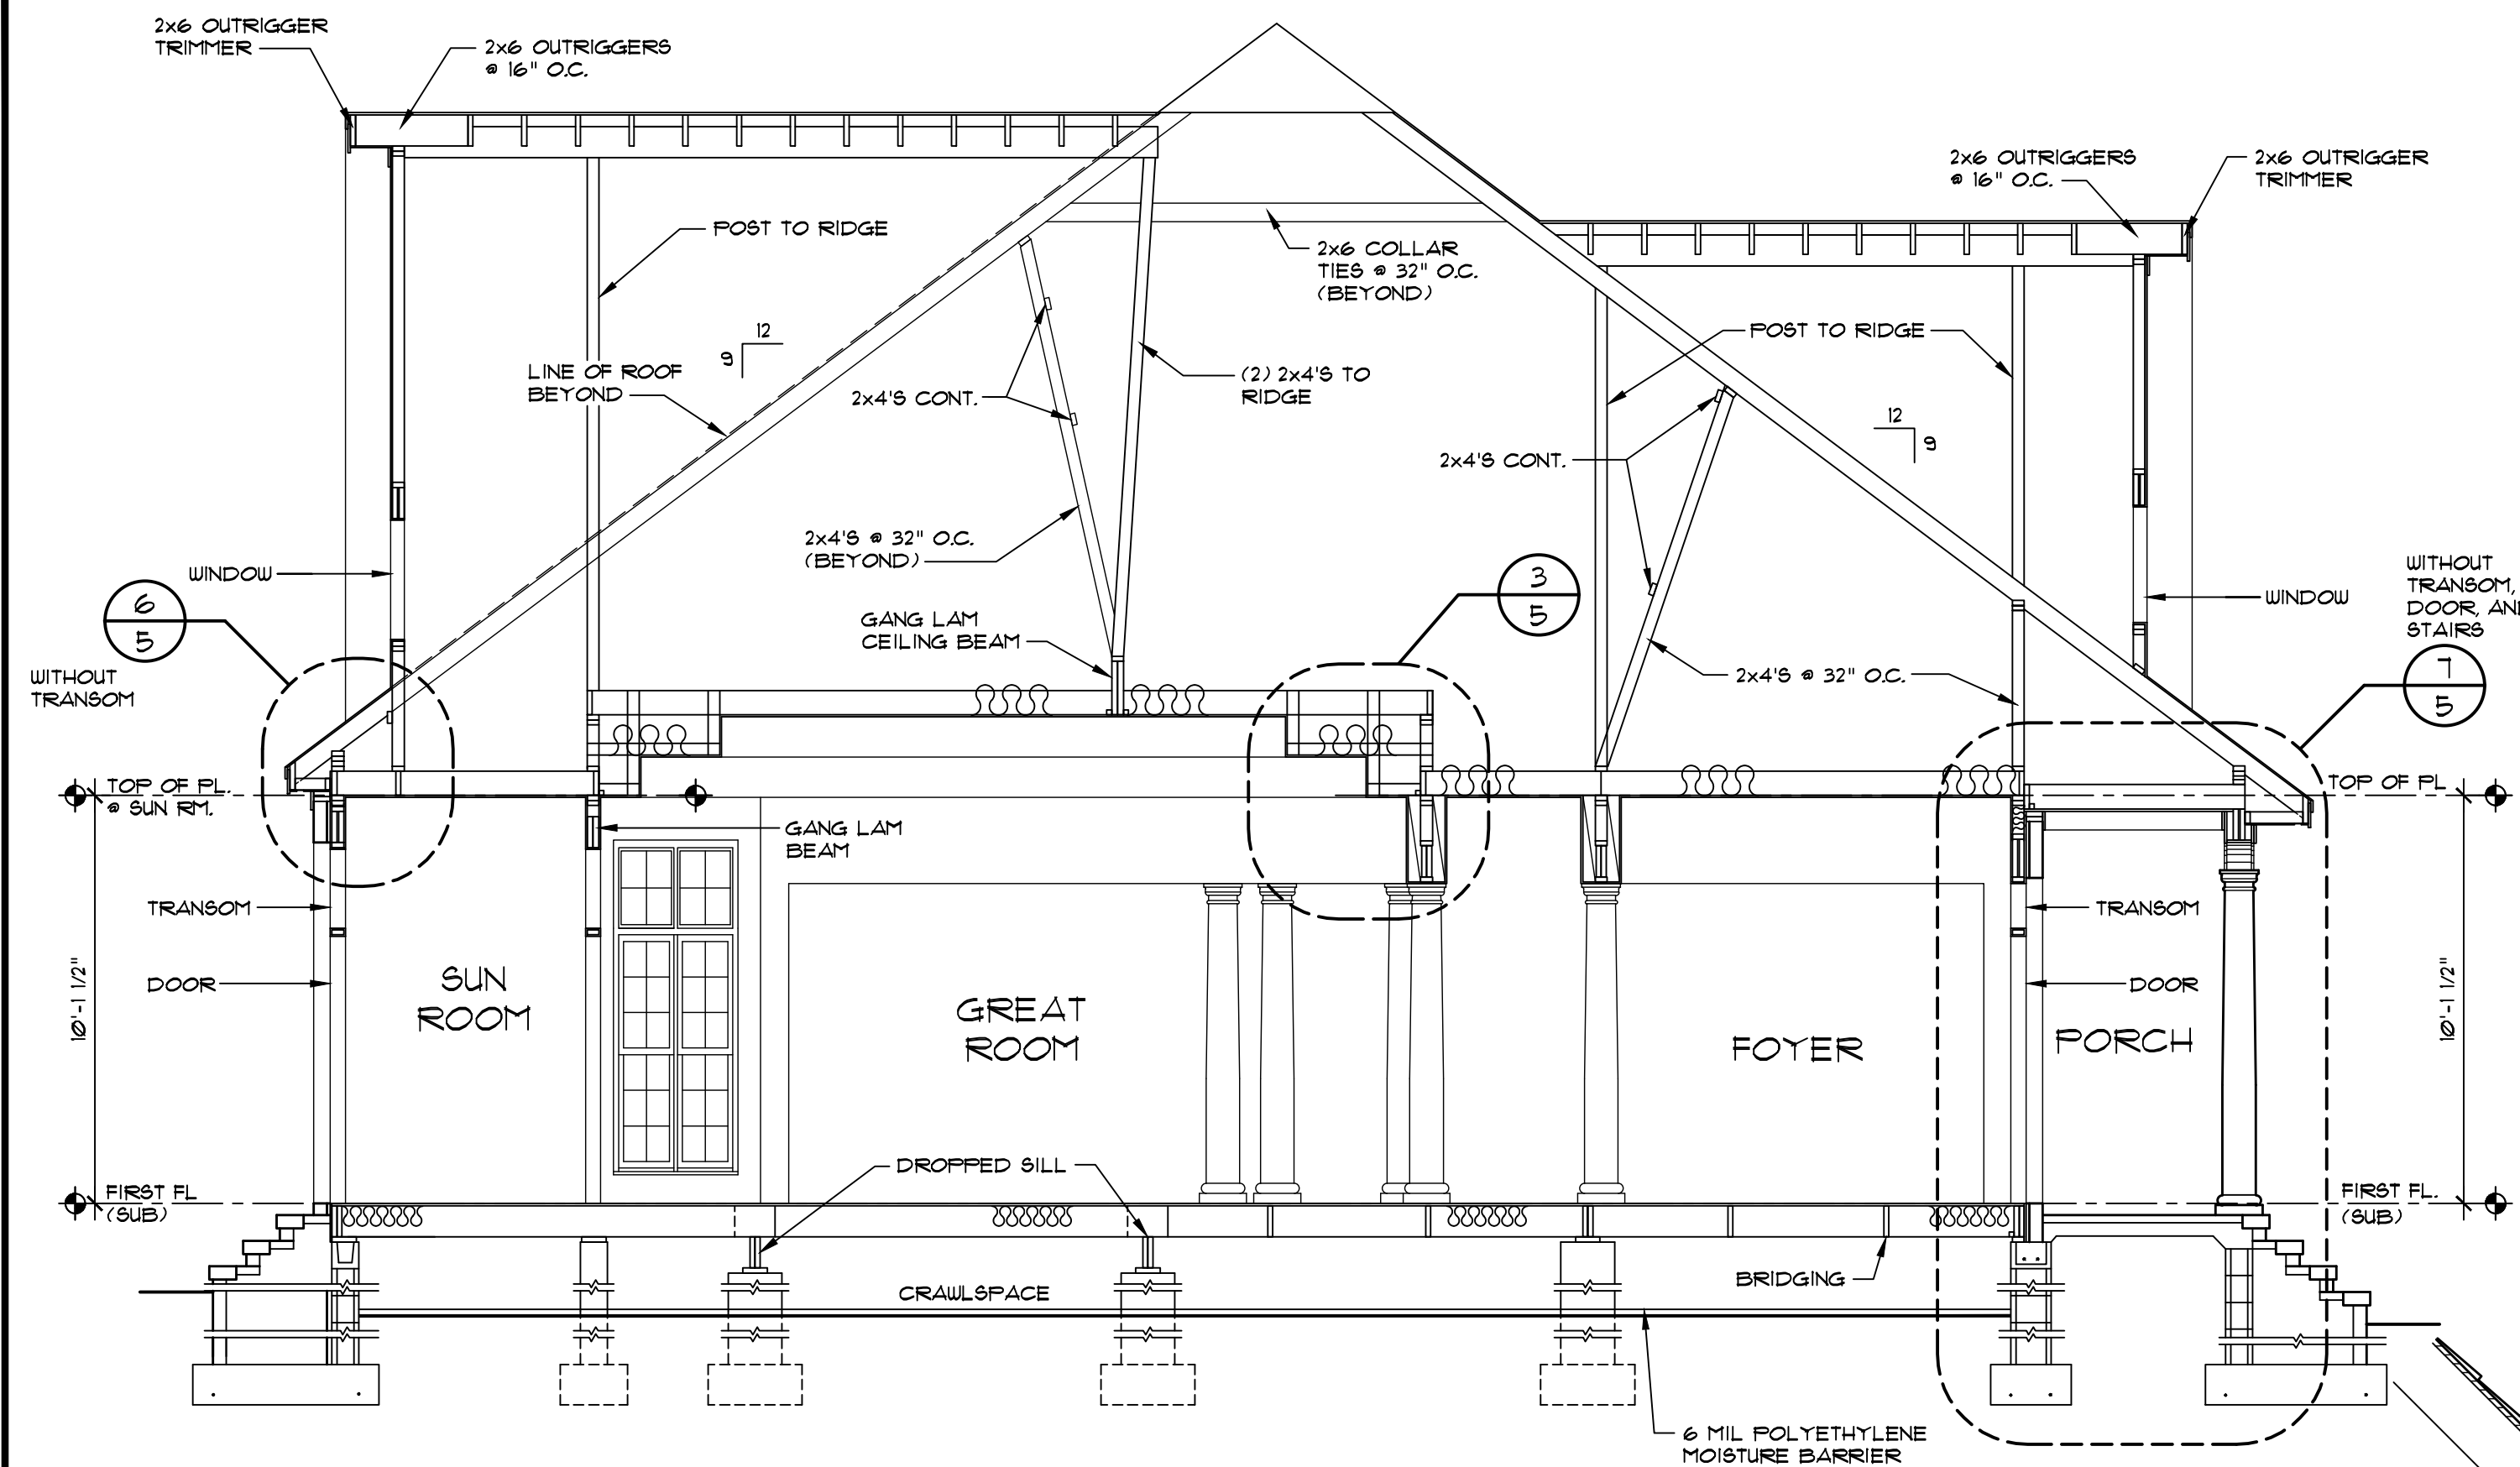 2x6 OUTRIGGER
TRIMMER
2x6 OUTRIGGERS
@ 16" O.C.
2x6 OUTRIGGERS
@ 16" O.C.
2x6 OUTRIGGER
TRIMMER
POST TO RIDGE
2x6 COLLAR
TIES @ 32" O.C.
(BEYOND)
12
9
POST TO RIDGE
LINE OF ROOF
BEYOND
2x4'S CONT.
(2) 2x4'S TO
RIDGE
12
9
2x4'S CONT.
2x4'S @ 32" O.C.
(BEYOND)
WINDOW
6
5
WITHOUT
TRANSOM
3
5
GANG LAM
CEILING BEAM
2x4'S @ 32" O.C.
WINDOW
WITHOUT
TRANSOM,
DOOR, AND
STAIRS
5
TOP OF PL.
@ SUN RM.
TOP OF PL
GANG LAM
BEAM
TRANSOM
TRANSOM
DOOR
DOOR
10'-1 1/2"
10'-1 1/2"
SUN
ROOM
GREAT
ROOM
FOYER
PORCH
DROPPED SILL
FIRST FL
(SUB)
FIRST FL.
(SUB)
CRAWLSPACE
BRIDGING
6 MIL POLYETHYLENE
MOISTURE BARRIER